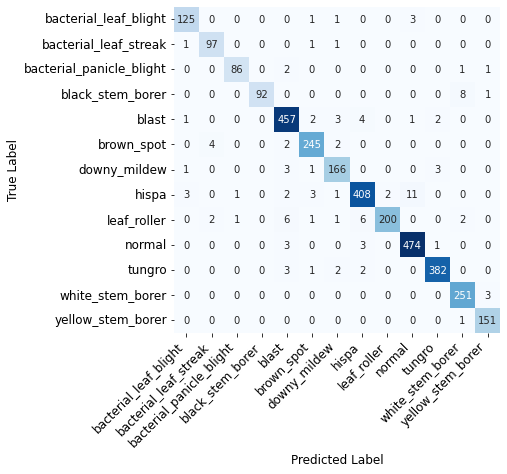 bacterial_leaf_blight 125 0 0 0 0 1 1 0 0 3 0 0 0
bacterial_leaf_streak 1 97 0 0 0 1 1 0 0 0 0 0 0
bacterial_panicle_blight 0 0 86 0 2 0 0 0 0 0 0 1 1
black_stem_borer 0 0 0 92 0 0 0 0 0 0 0 8 1
blast 1 0 0 0 457 2 3 4 0 1 2 0 0
brown_spot 0 4 0 0 2 245 2 0 0 0 0 0 0
downy_mildew 1 0 0 0 3 1 166 0 0 0 3 0 0
hispa 3 0 1 0 2 3 1 408 2 11 0 0 0
leaf_roller 0 2 1 0 6 1 1 6 200 0 0 2 0
normal 0 0 0 0 3 0 0 3 0 474 1 0 0
tungro 0 0 0 0 3 1 2 2 0 0 382 0 0
white_stem_borer 0 0 0 0 0 0 0 0 0 0 0 251 3
yellow_stem_borer 0 0 0 0 0 0 0 0 0 0 0 1 151
True Label
bacterial_leaf_blight
bacterial_leaf_streak
bacterial_panicle_blight
black_stem_borer
blast
brown_spot
downy_mildew
hispa
leaf_roller
normal
tungro
white_stem_borer
yellow_stem_borer
Predicted Label